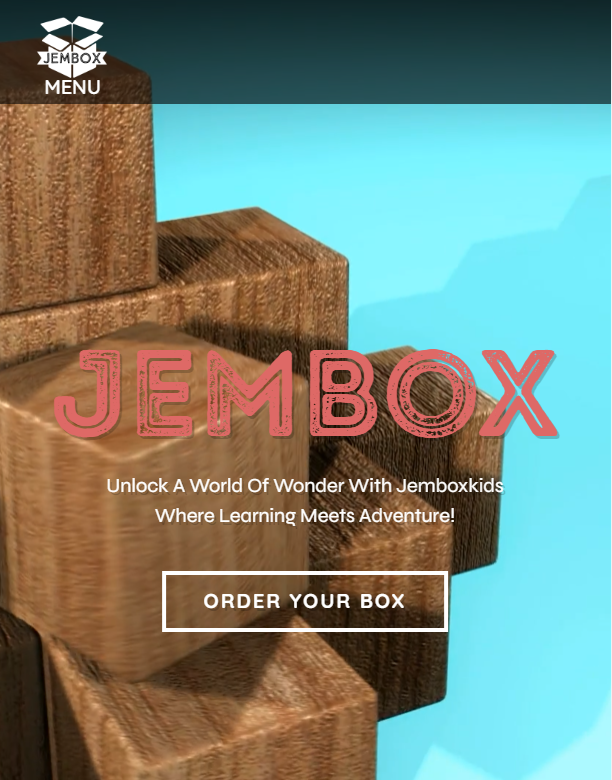 JEMBOX
MENU
JEMBOX
Unlock A World Of Wonder With Jemboxkids
Where Learning Meets Adventure!
ORDER YOUR BOX